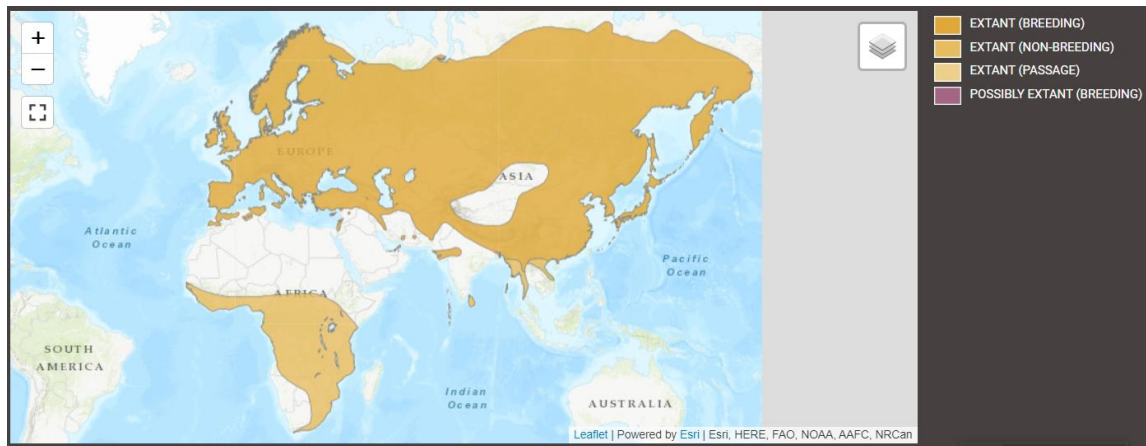 +
−
EUROPE
ASIA
Atlantic
Ocean
AFRICA
Pacific
Ocean
SOUTH
AMERICA
Indian
Ocean
AUSTRALIA
Leaflet | Powered by Esri | Esri, HERE, FAO, NOAA, AAFC, NRCan
EXTANT (BREEDING)
EXTANT (NON-BREEDING)
EXTANT (PASSAGE)
POSSIBLY EXTANT (BREEDING)